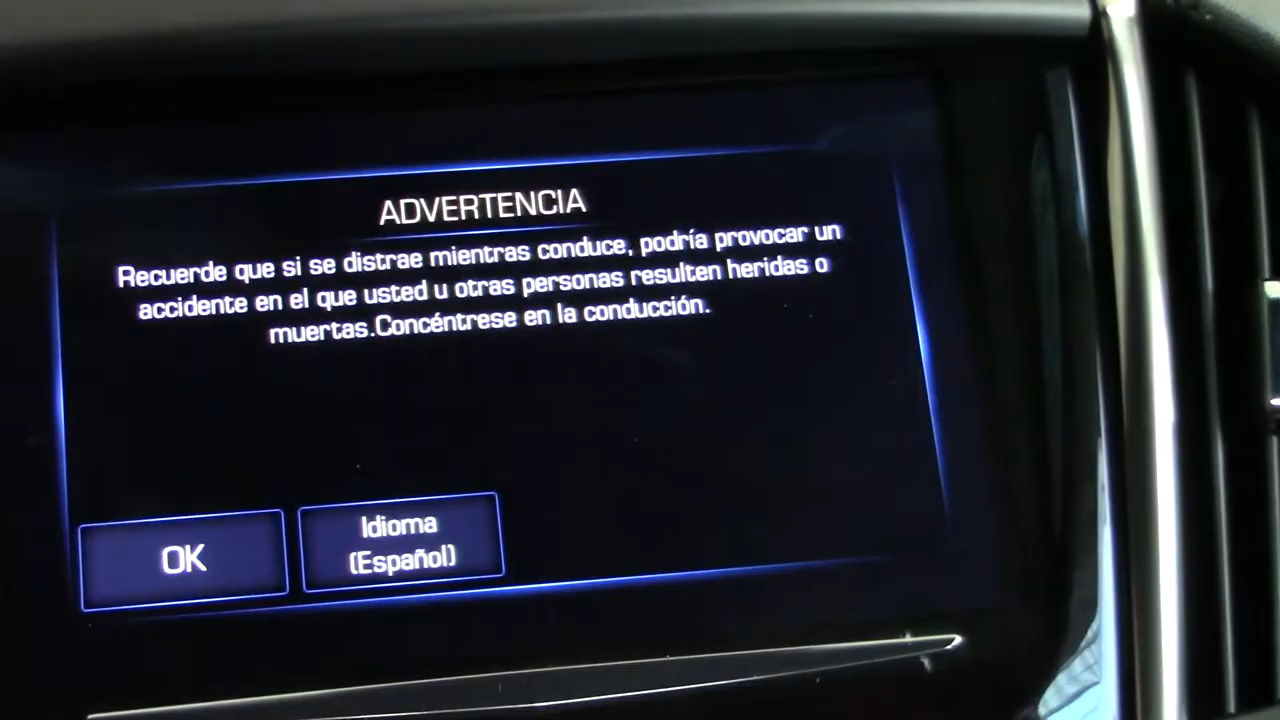 ADVERTENCIA
Recuerde que si se distrae mientras conduce, podría provocar un
accidente en el que usted u otras personas resulten heridas o
muertas.Concéntrese en la conducción.
OK
Idioma
(Español)